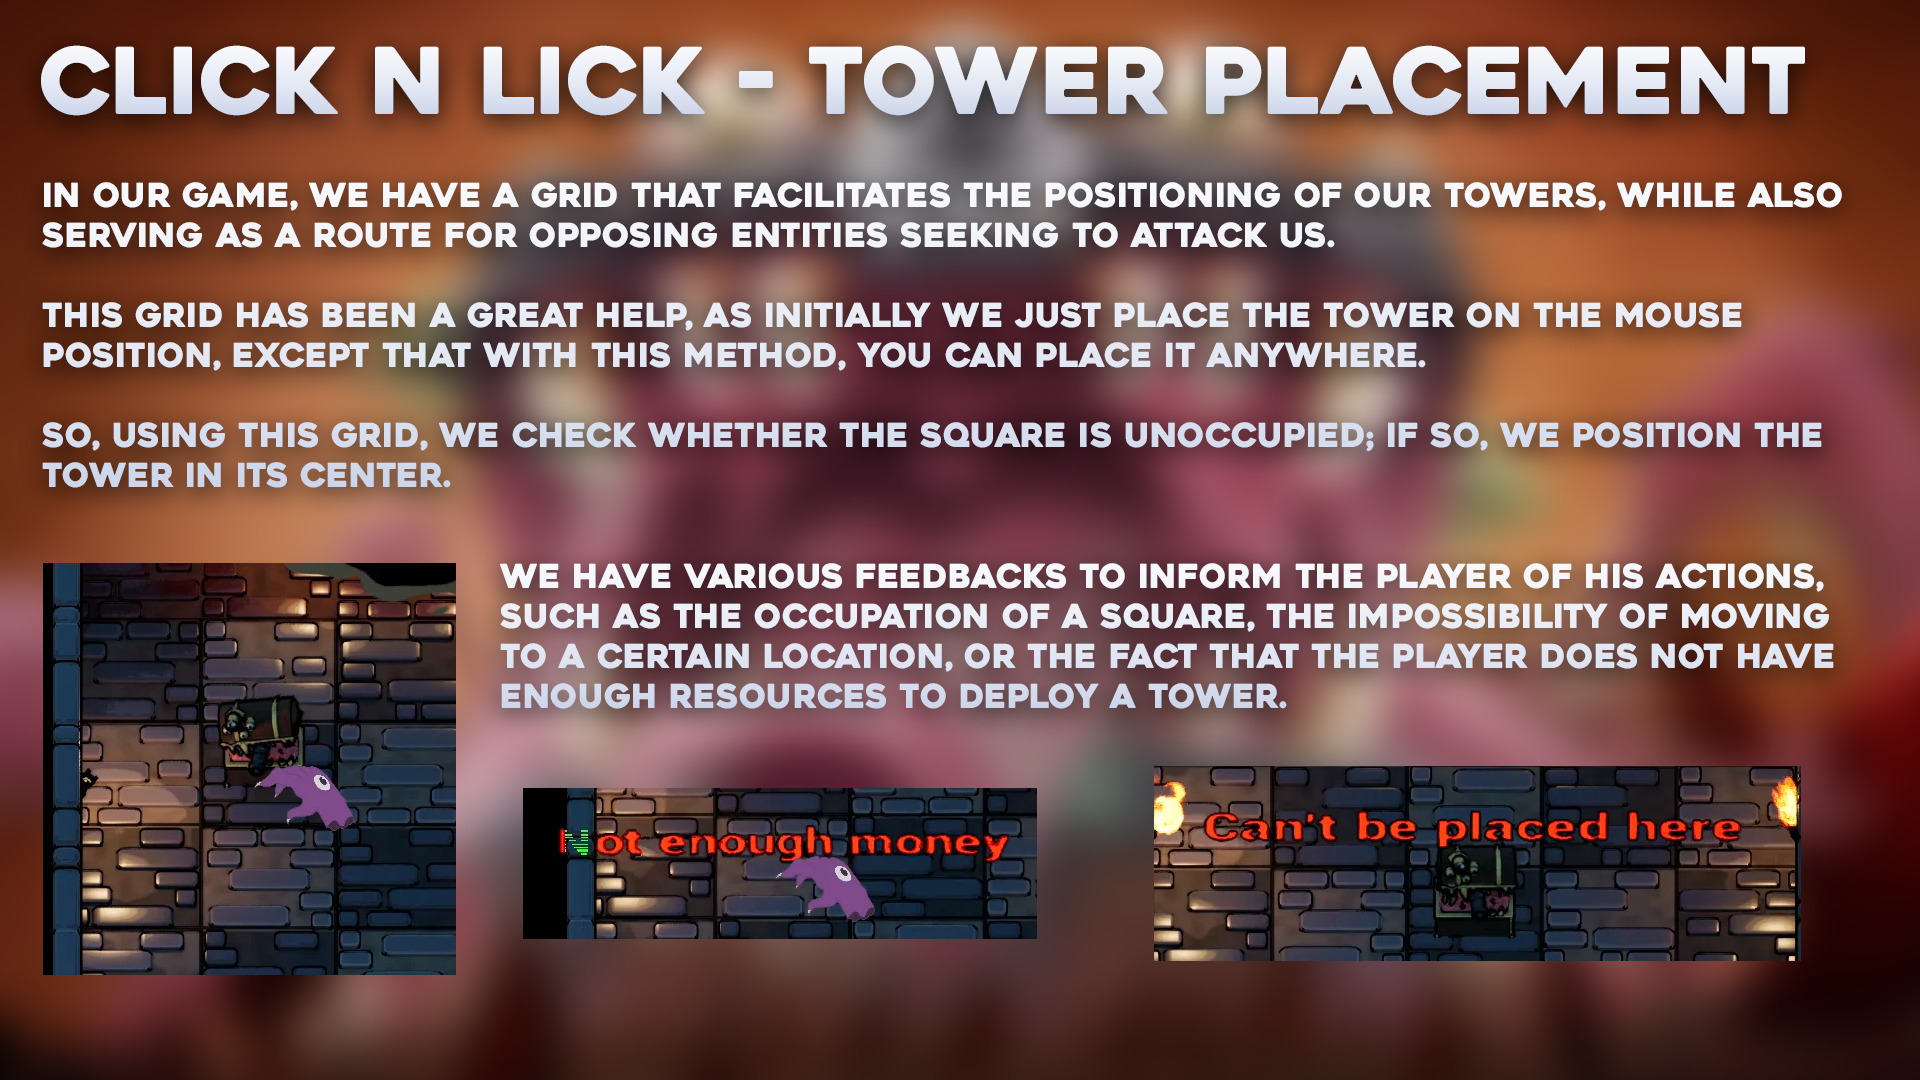 CLICK N LICK - TOWER PLACEMENT
IN OUR GAME, WE HAVE A GRID THAT FACILITATES THE POSITIONING OF OUR TOWERS, WHILE ALSO
SERVING AS A ROUTE FOR OPPOSING ENTITIES SEEKING TO ATTACK US.
THIS GRID HAS BEEN A GREAT HELP, AS INITIALLY WE JUST PLACE THE TOWER ON THE MOUSE
POSITION, EXCEPT THAT WITH THIS METHOD, YOU CAN PLACE IT ANYWHERE.
SO, USING THIS GRID, WE CHECK WHETHER THE SQUARE IS UNOCCUPIED; IF SO, WE POSITION THE
TOWER IN ITS CENTER.
WE HAVE VARIOUS FEEDBACKS TO INFORM THE PLAYER OF HIS ACTIONS,
SUCH AS THE OCCUPATION OF A SQUARE, THE IMPOSSIBILITY OF MOVING
TO A CERTAIN LOCATION, OR THE FACT THAT THE PLAYER DOES NOT HAVE
ENOUGH RESOURCES TO DEPLOY A TOWER.
Not enough money
Can't be placed here